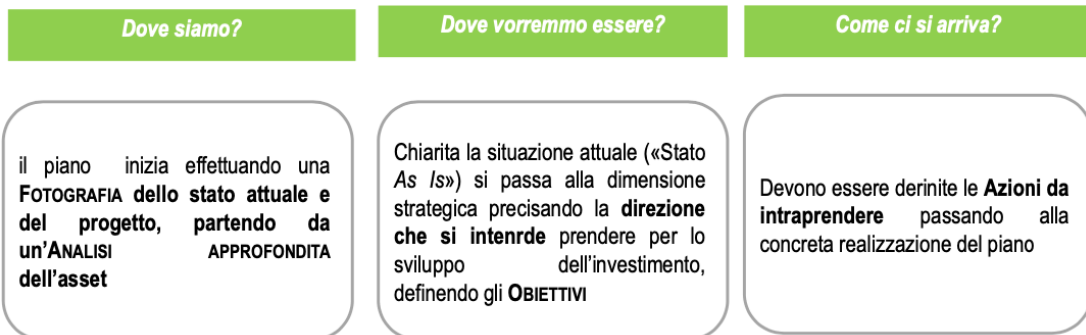 Dove siamo?
Dove vorremmo essere?
Come ci si arriva?
il piano inizia effettuando una
FOTOGRAFIA dello stato attuale e
del progetto, partendo da
un'ANALISI APPROFONDITA
dell'asset
Chiarita la situazione attuale («Stato
As Is») si passa alla dimensione
strategica precisando la direzione
che si intenrde prendere per lo
sviluppo dell'investimento,
definendo gli OBIETTIVI
Devono essere derinite le Azioni da
intraprendere passando alla
concreta realizzazione del piano